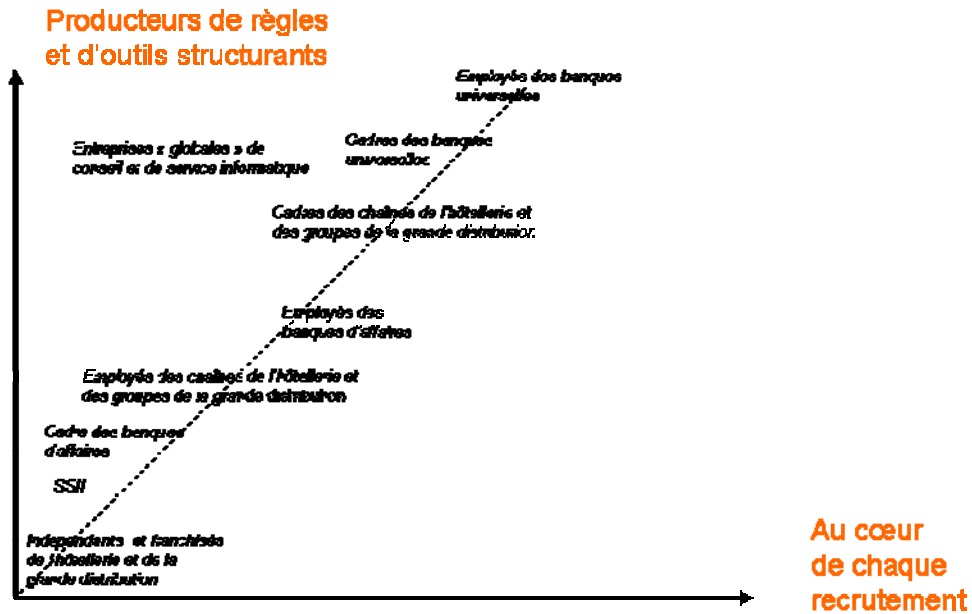 Producteurs de règles
et d'outils structurants
Employés des banques
universelles
Cadres des banques
universelles
Entreprises « globales » de
conseil et de service informatique
Cadres des chaînes de l'hôtellerie et
des groupes de la grande distribution
Employés des
banques d'affaires
Employés des chaînes de l'hôtellerie et
des groupes de la grande distribution
Cadre des banques
d'affaires
SSII
Indépendants et franchisés
de l'hôtellerie et de la
grande distribution
Au cœur
de chaque
recrutement